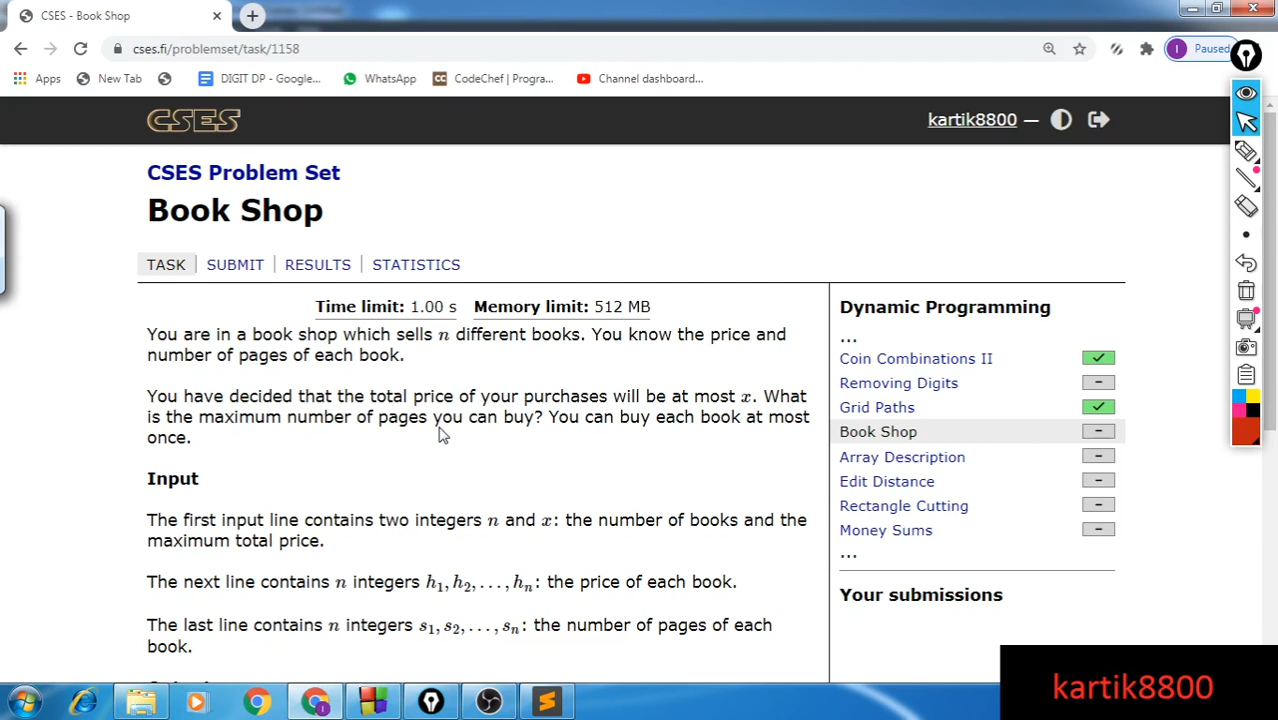 CSES - Book Shop
cses.fi/problemset/task/1158
I Paused
Apps New Tab DIGIT DP - Google... WhatsApp CC CodeChef | Progra... Channel dashboard...
CSES
kartik8800 —
CSES Problem Set
Book Shop
TASK SUBMIT RESULTS STATISTICS
Time limit: 1.00 s Memory limit: 512 MB
You are in a book shop which sells n different books. You know the price and
number of pages of each book.
You have decided that the total price of your purchases will be at most x. What
is the maximum number of pages you can buy? You can buy each book at most
once.
Input
The first input line contains two integers n and x: the number of books and the
maximum total price.
The next line contains n integers h1, h2, ..., hn: the price of each book.
The last line contains n integers s1, s2, ..., sn: the number of pages of each
book.
Dynamic Programming
...
Coin Combinations II
Removing Digits
Grid Paths
Book Shop
Array Description
Edit Distance
Rectangle Cutting
Money Sums
...
Your submissions
kartik8800